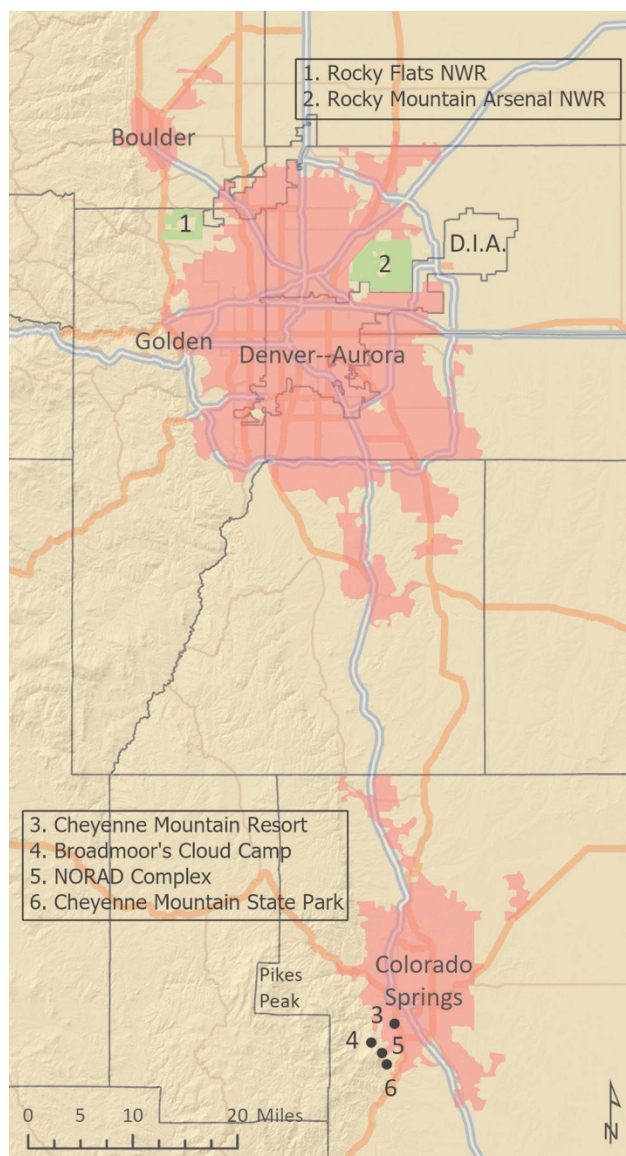 1. Rocky Flats NWR
2. Rocky Mountain Arsenal NWR
Boulder
1
2
D.I.A.
Golden
Denver--Aurora
3. Cheyenne Mountain Resort
4. Broadmoor's Cloud Camp
5. NORAD Complex
6. Cheyenne Mountain State Park
Pikes
Peak
Colorado
Springs
3
4
5
6
0 5 10 20 Miles
N